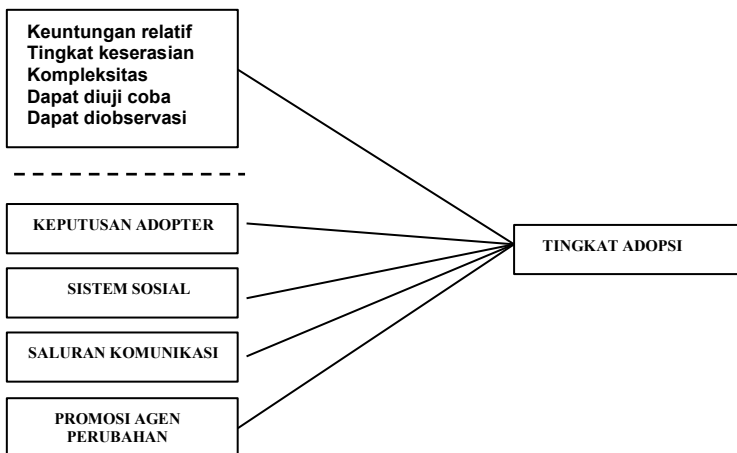 Keuntungan relatif
Tingkat keserasian
Kompleksitas
Dapat diuji coba
Dapat diobservasi
KEPUTUSAN ADOPTER
TINGKAT ADOPSI
SISTEM SOSIAL
SALURAN KOMUNIKASI
PROMOSI AGEN
PERUBAHAN